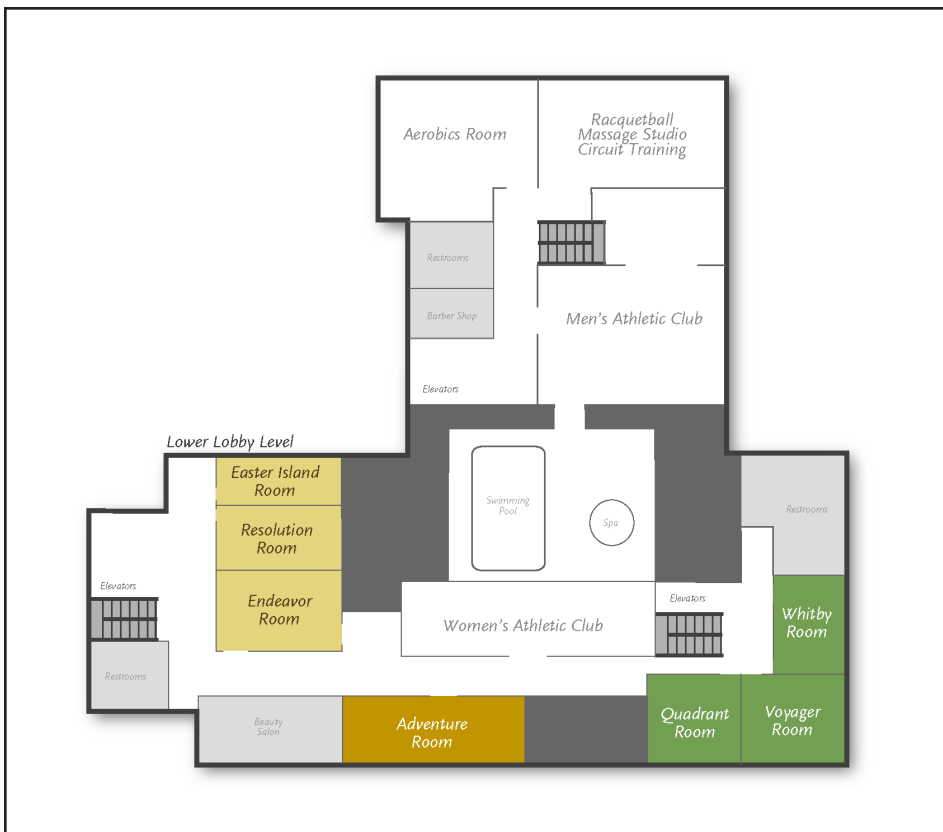 Aerobics Room
Racquetball
Massage Studio
Circuit Training
Restrooms
Barber Shop
Men's Athletic Club
Elevators
Lower Lobby Level
Easter Island
Room
Resolution
Room
Endeavor
Room
Swimming
Pool
Spa
Restrooms
Elevators
Women's Athletic Club
Elevators
Whitby
Room
Restrooms
Beauty
Salon
Adventure
Room
Quadrant
Room
Voyager
Room